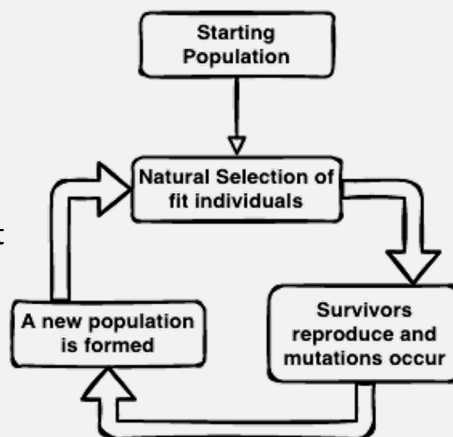 Starting
Population
Natural Selection of
fit individuals
t
A new population
is formed
Survivors
reproduce and
mutations occur